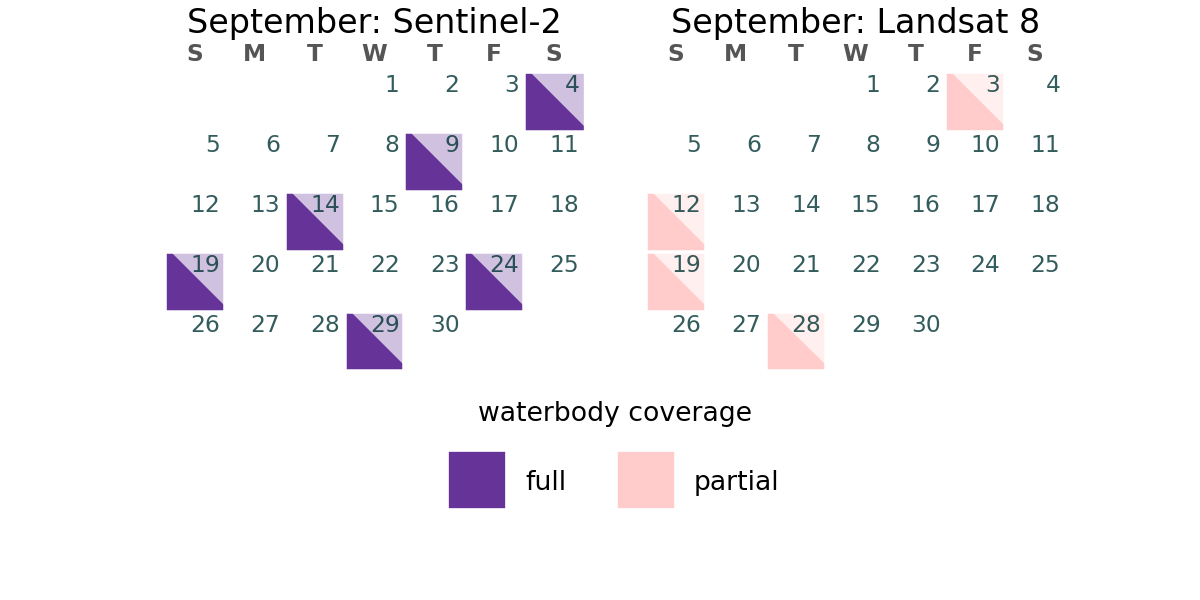 September: Sentinel-2
S M T W T F S
1 2 3 4
5 6 7 8 9 10 11
12 13 14 15 16 17 18
19 20 21 22 23 24 25
26 27 28 29 30
September: Landsat 8
S M T W T F S
1 2 3 4
5 6 7 8 9 10 11
12 13 14 15 16 17 18
19 20 21 22 23 24 25
26 27 28 29 30
waterbody coverage
full
partial